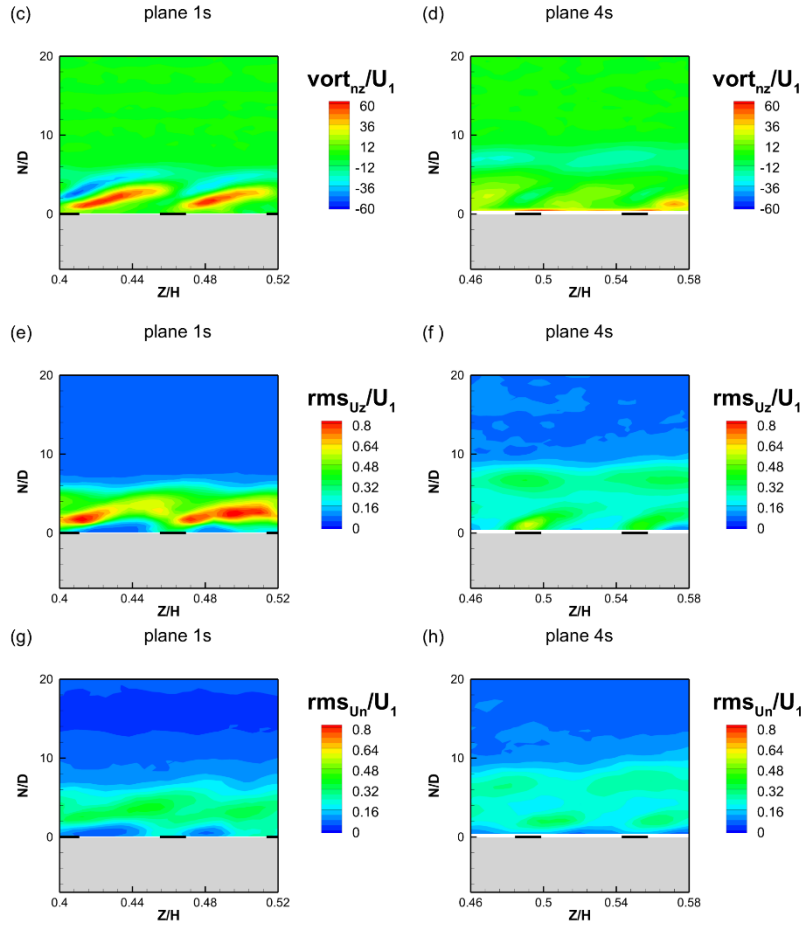 (c) plane 1s
vort_nz/U_1
60
36
12
-12
-36
-60
N/D
20
10
0
0.4 0.44 0.48 0.52
Z/H
(d) plane 4s
vort_nz/U_1
60
36
12
-12
-36
-60
N/D
20
10
0
0.46 0.5 0.54 0.58
Z/H
(e) plane 1s
rms_Uz/U_1
0.8
0.64
0.48
0.32
0.16
0
N/D
20
10
0
0.4 0.44 0.48 0.52
Z/H
(f ) plane 4s
rms_Uz/U_1
0.8
0.64
0.48
0.32
0.16
0
N/D
20
10
0
0.46 0.5 0.54 0.58
Z/H
(g) plane 1s
rms_Un/U_1
0.8
0.64
0.48
0.32
0.16
0
N/D
20
10
0
0.4 0.44 0.48 0.52
Z/H
(h) plane 4s
rms_Un/U_1
0.8
0.64
0.48
0.32
0.16
0
N/D
20
10
0
0.46 0.5 0.54 0.58
Z/H